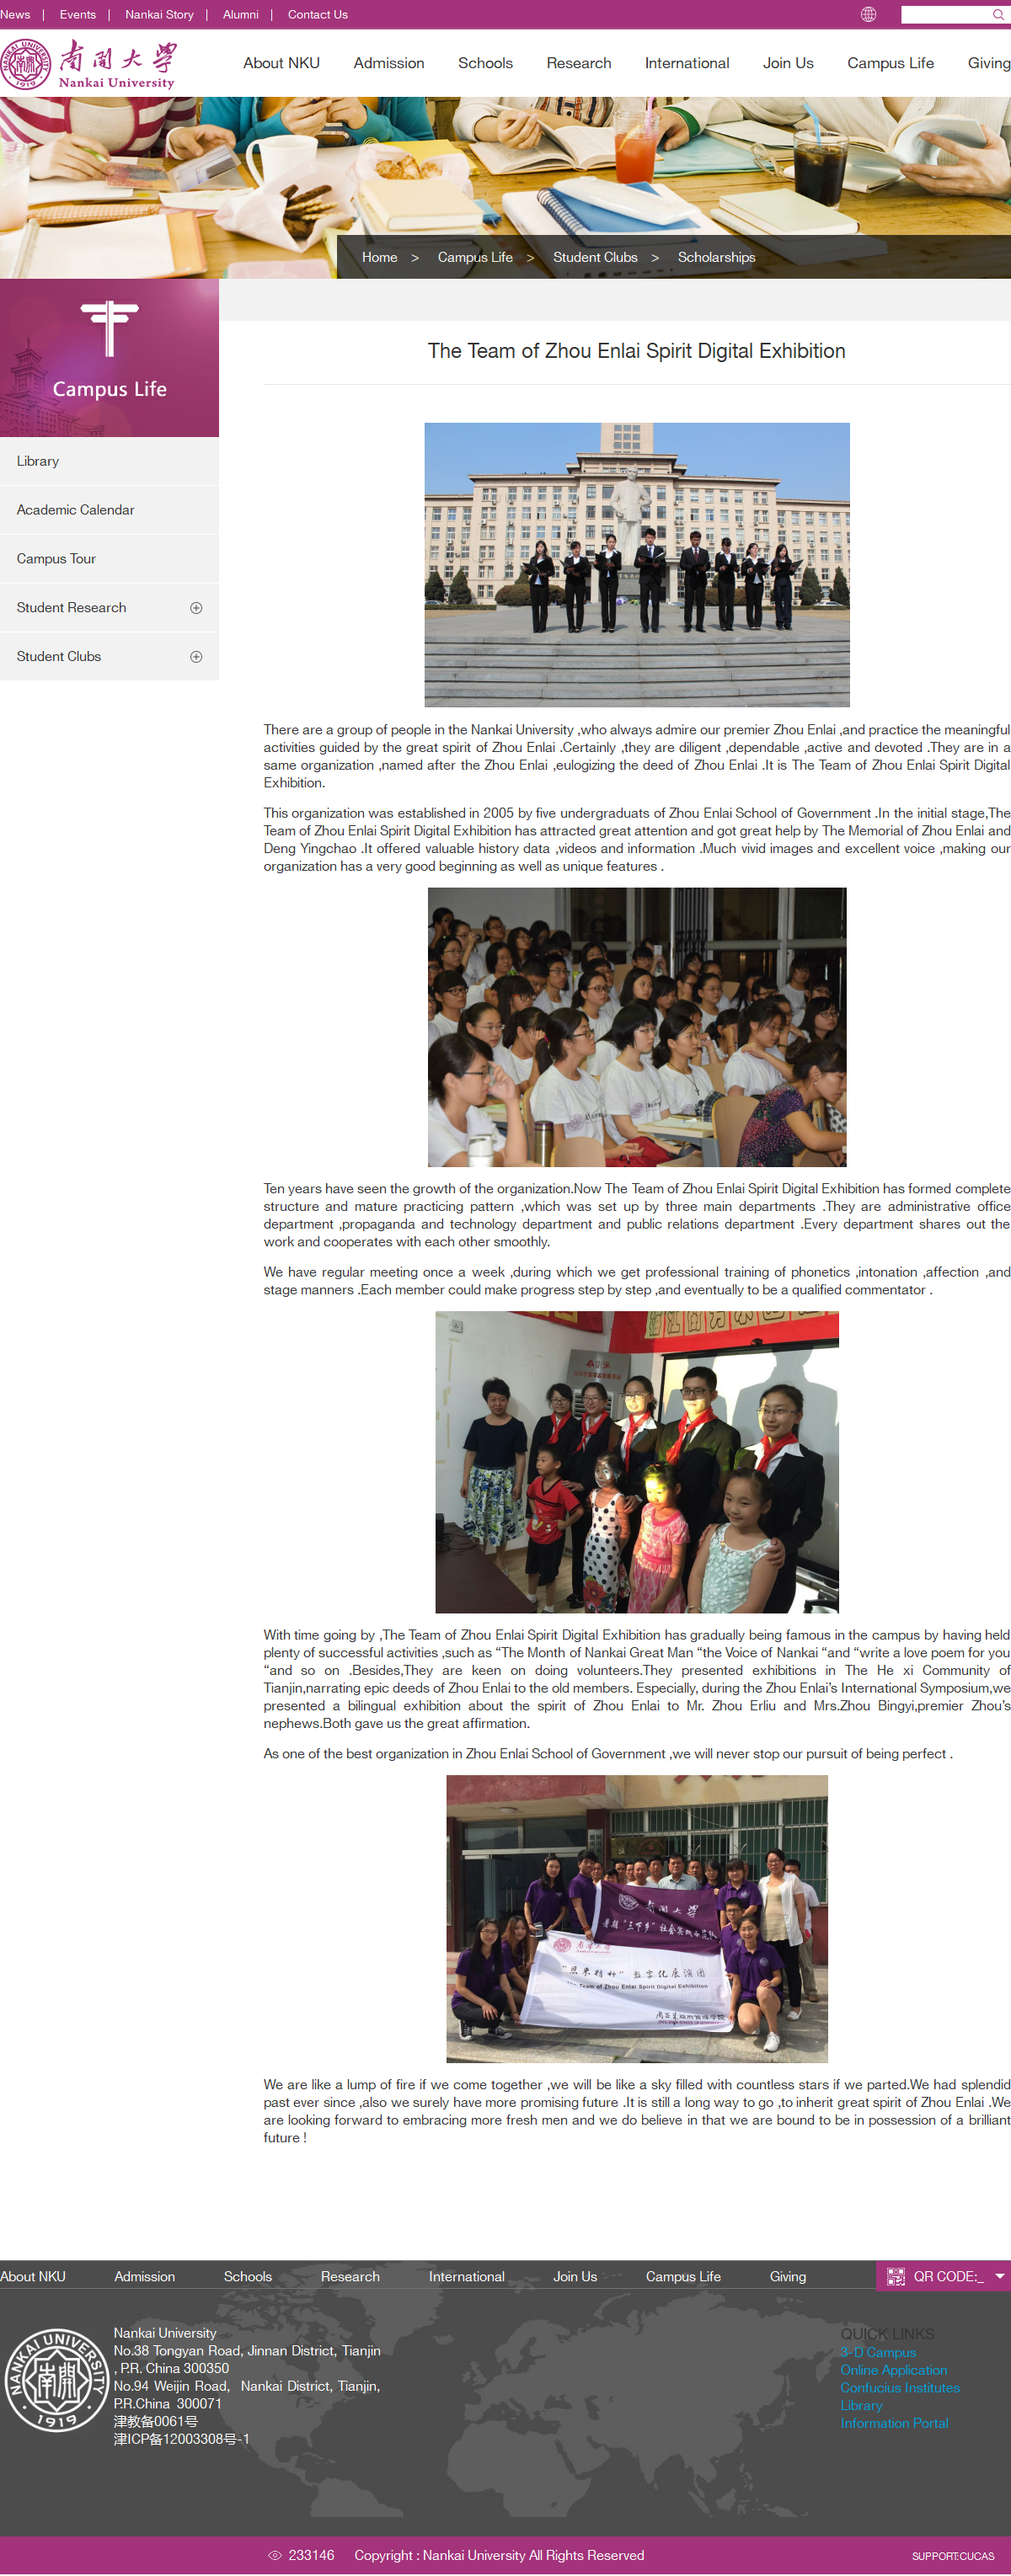 News | Events | Nankai Story | Alumni | Contact Us
南開大學
Nankai University
NANKAI UNIVERSITY
1919
About NKU Admission Schools Research International Join Us Campus Life Giving
Home > Campus Life > Student Clubs > Scholarships
Campus Life
Library
Academic Calendar
Campus Tour
Student Research
Student Clubs
The Team of Zhou Enlai Spirit Digital Exhibition
There are a group of people in the Nankai University ,who always admire our premier Zhou Enlai ,and practice the meaningful
activities guided by the great spirit of Zhou Enlai .Certainly ,they are diligent ,dependable ,active and devoted .They are in a
same organization ,named after the Zhou Enlai ,eulogizing the deed of Zhou Enlai .It is The Team of Zhou Enlai Spirit Digital
Exhibition.
This organization was established in 2005 by five undergraduats of Zhou Enlai School of Government .In the initial stage,The
Team of Zhou Enlai Spirit Digital Exhibition has attracted great attention and got great help by The Memorial of Zhou Enlai and
Deng Yingchao .It offered valuable history data ,videos and information .Much vivid images and excellent voice ,making our
organization has a very good beginning as well as unique features .
Ten years have seen the growth of the organization.Now The Team of Zhou Enlai Spirit Digital Exhibition has formed complete
structure and mature practicing pattern ,which was set up by three main departments .They are administrative office
department ,propaganda and technology department and public relations department .Every department shares out the
work and cooperates with each other smoothly.
We have regular meeting once a week ,during which we get professional training of phonetics ,intonation ,affection ,and
stage manners .Each member could make progress step by step ,and eventually to be a qualified commentator .
With time going by ,The Team of Zhou Enlai Spirit Digital Exhibition has gradually being famous in the campus by having held
plenty of successful activities ,such as “The Month of Nankai Great Man “the Voice of Nankai “and “write a love poem for you
“and so on .Besides,They are keen on doing volunteers.They presented exhibitions in The He xi Community of
Tianjin,narrating epic deeds of Zhou Enlai to the old members. Especially, during the Zhou Enlai’s International Symposium,we
presented a bilingual exhibition about the spirit of Zhou Enlai to Mr. Zhou Erliu and Mrs.Zhou Bingyi,premier Zhou’s
nephews.Both gave us the great affirmation.
As one of the best organization in Zhou Enlai School of Government ,we will never stop our pursuit of being perfect .
南開大學
The Team of Zhou Enlai Spirit Digital Exhibition
We are like a lump of fire if we come together ,we will be like a sky filled with countless stars if we parted.We had splendid
past ever since ,also we surely have more promising future .It is still a long way to go ,to inherit great spirit of Zhou Enlai .We
are looking forward to embracing more fresh men and we do believe in that we are bound to be in possession of a brilliant
future !
About NKU Admission Schools Research International Join Us Campus Life Giving QR CODE:_
NANKAI UNIVERSITY
1919
Nankai University
No.38 Tongyan Road, Jinnan District, Tianjin
, P.R. China 300350
No.94 Weijin Road, Nankai District, Tianjin,
P.R.China 300071
津教备0061号
津ICP备12003308号-1
QUICK LINKS
3-D Campus
Online Application
Confucius Institutes
Library
Information Portal
233146 Copyright : Nankai University All Rights Reserved SUPPORT:CUCAS